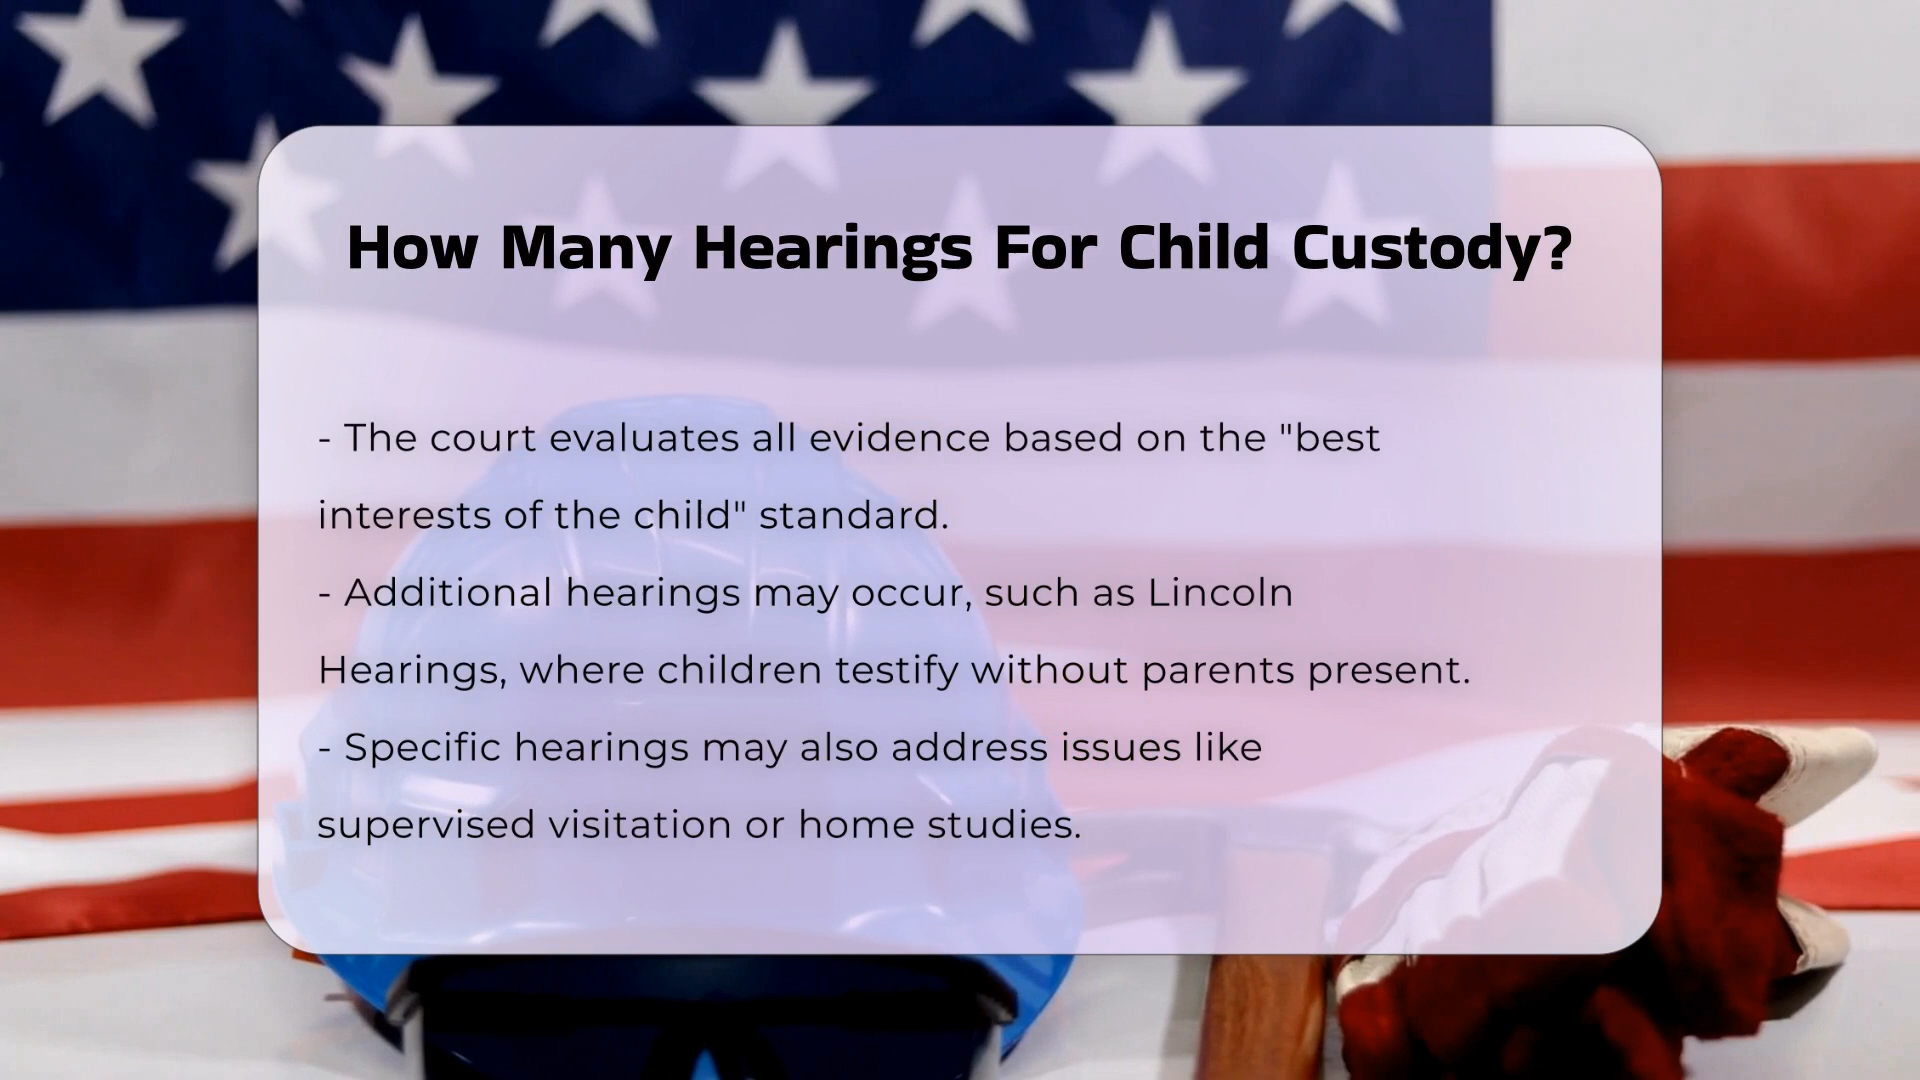 How Many Hearings For Child Custody?
- The court evaluates all evidence based on the "best
interests of the child" standard.
- Additional hearings may occur, such as Lincoln
Hearings, where children testify without parents present.
- Specific hearings may also address issues like
supervised visitation or home studies.